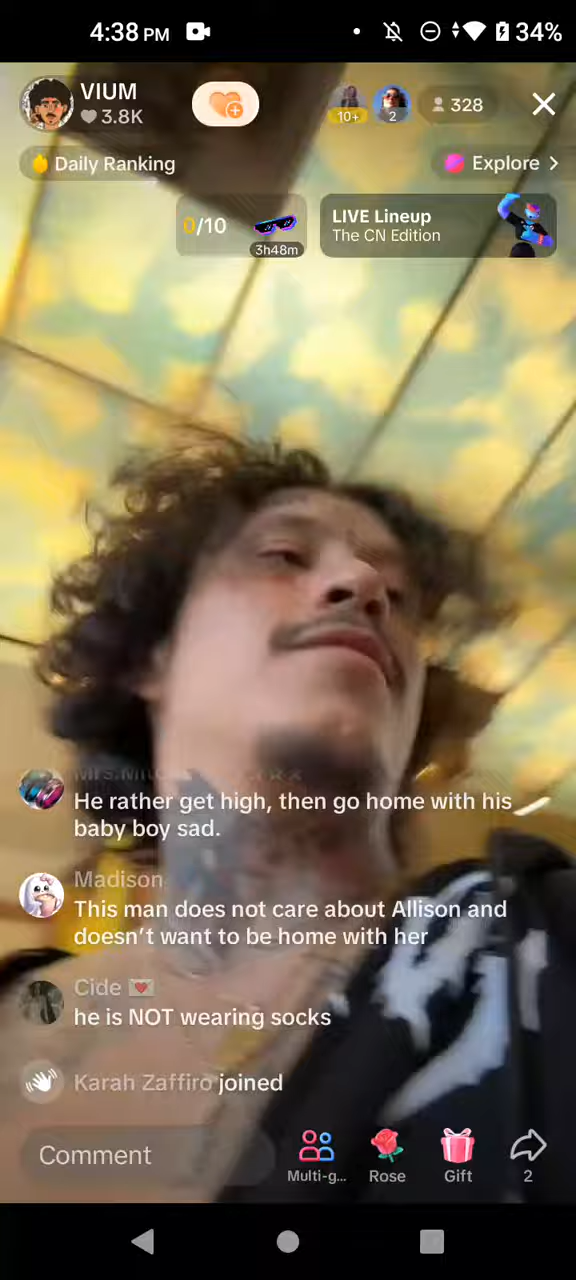 4:38 PM
34%
VIUM
3.8K
10+
2
328
Daily Ranking
Explore
0/10
3h48m
LIVE Lineup
The CN Edition
He rather get high, then go home with his
baby boy sad.
Madison
This man does not care about Allison and
doesn't want to be home with her
Cide 💌
he is NOT wearing socks
Karah Zaffiro joined
Comment
Multi-g...
Rose
Gift
2